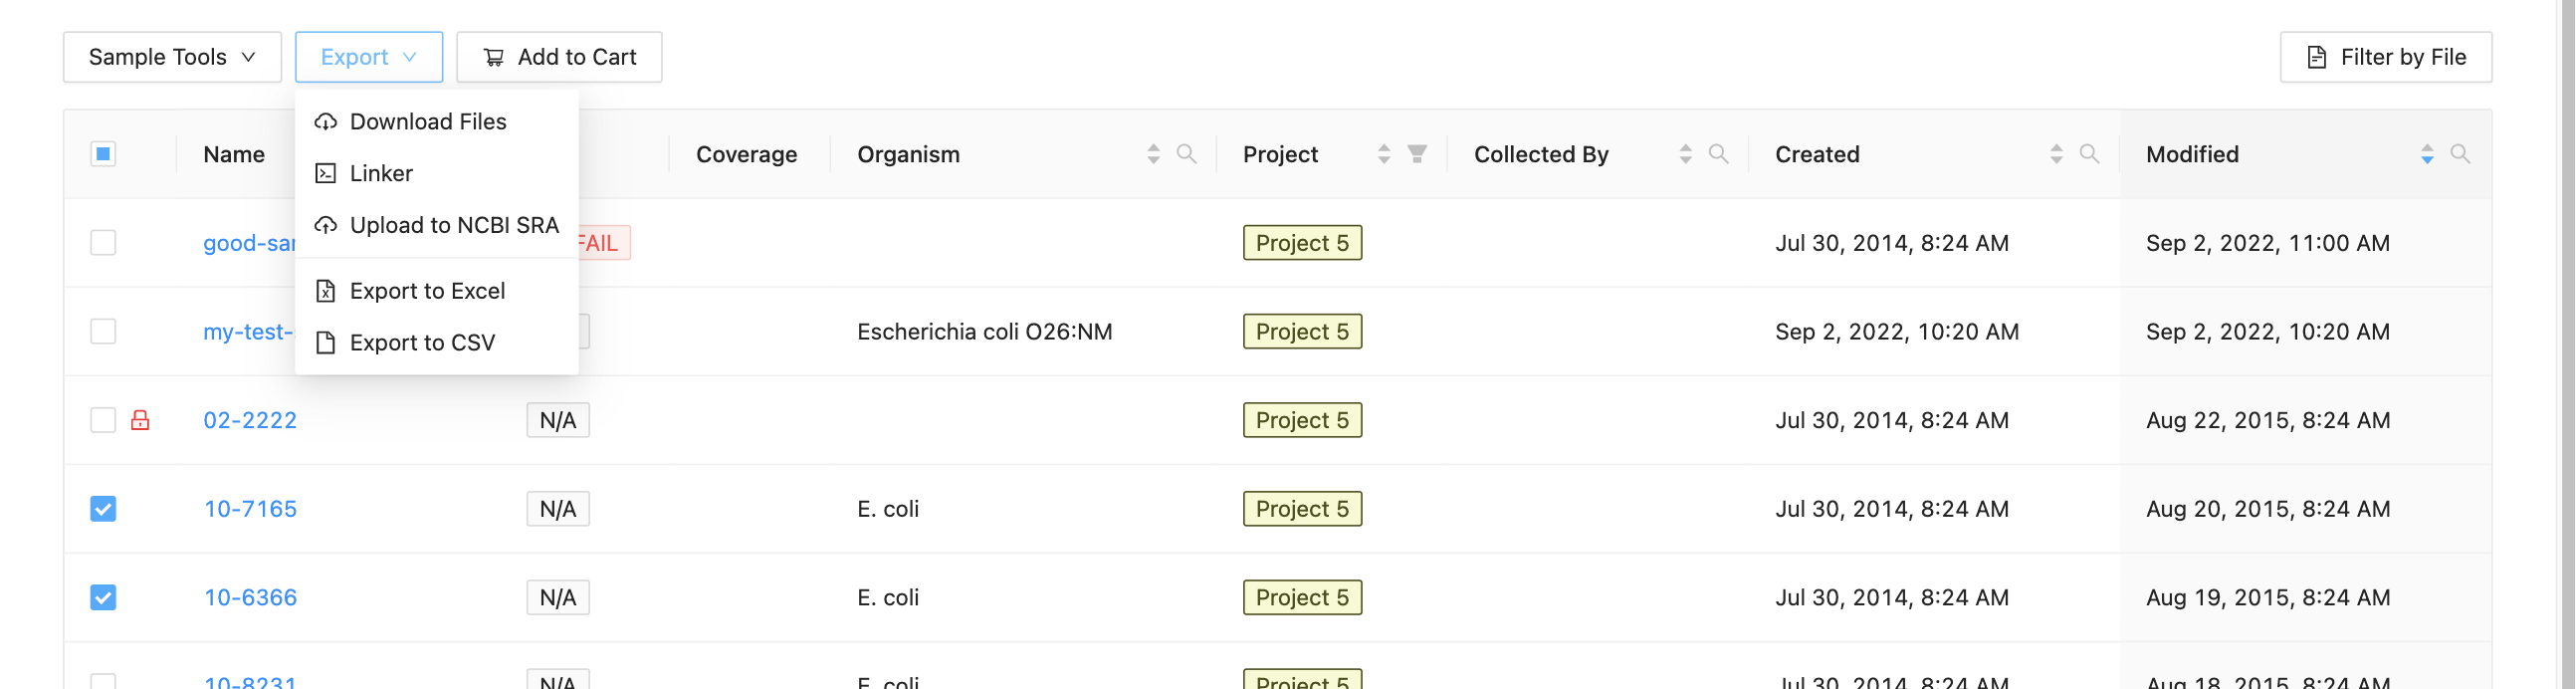 Sample Tools Export Add to Cart Filter by File
Download Files
Linker
Upload to NCBI SRA
Export to Excel
Export to CSV
Name Coverage Organism Project Collected By Created Modified
good-sar FAIL Project 5 Jul 30, 2014, 8:24 AM Sep 2, 2022, 11:00 AM
my-test- Escherichia coli O26:NM Project 5 Sep 2, 2022, 10:20 AM Sep 2, 2022, 10:20 AM
02-2222 N/A Project 5 Jul 30, 2014, 8:24 AM Aug 22, 2015, 8:24 AM
10-7165 N/A E. coli Project 5 Jul 30, 2014, 8:24 AM Aug 20, 2015, 8:24 AM
10-6366 N/A E. coli Project 5 Jul 30, 2014, 8:24 AM Aug 19, 2015, 8:24 AM
10-8231 N/A E. coli Project 5 Jul 30, 2014, 8:24 AM Aug 18, 2015, 8:24 AM